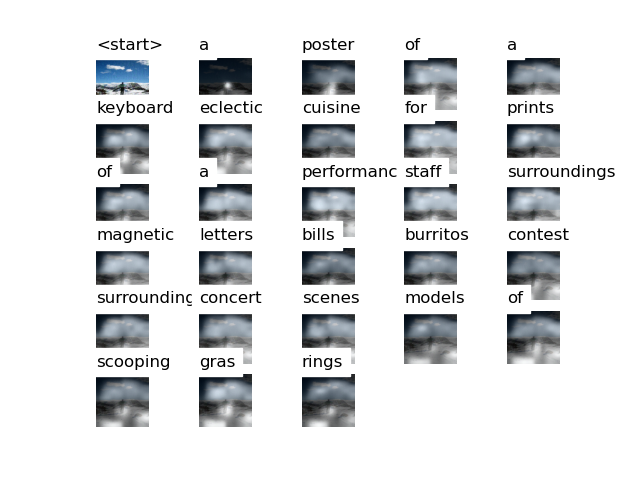 <start> a poster of a
keyboard eclectic cuisine for prints
of a performanc staff surroundings
magnetic letters bills burritos contest
surrounding concert scenes models of
scooping gras rings